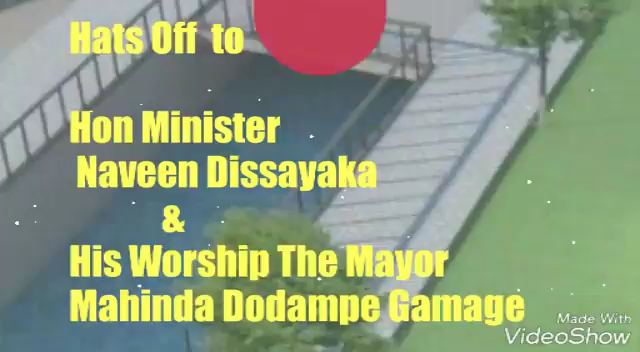 Hats Off to
Hon Minister
Naveen Dissayaka
&
His Worship The Mayor
Mahinda Dodampe Gamage
Made With
VideoShow